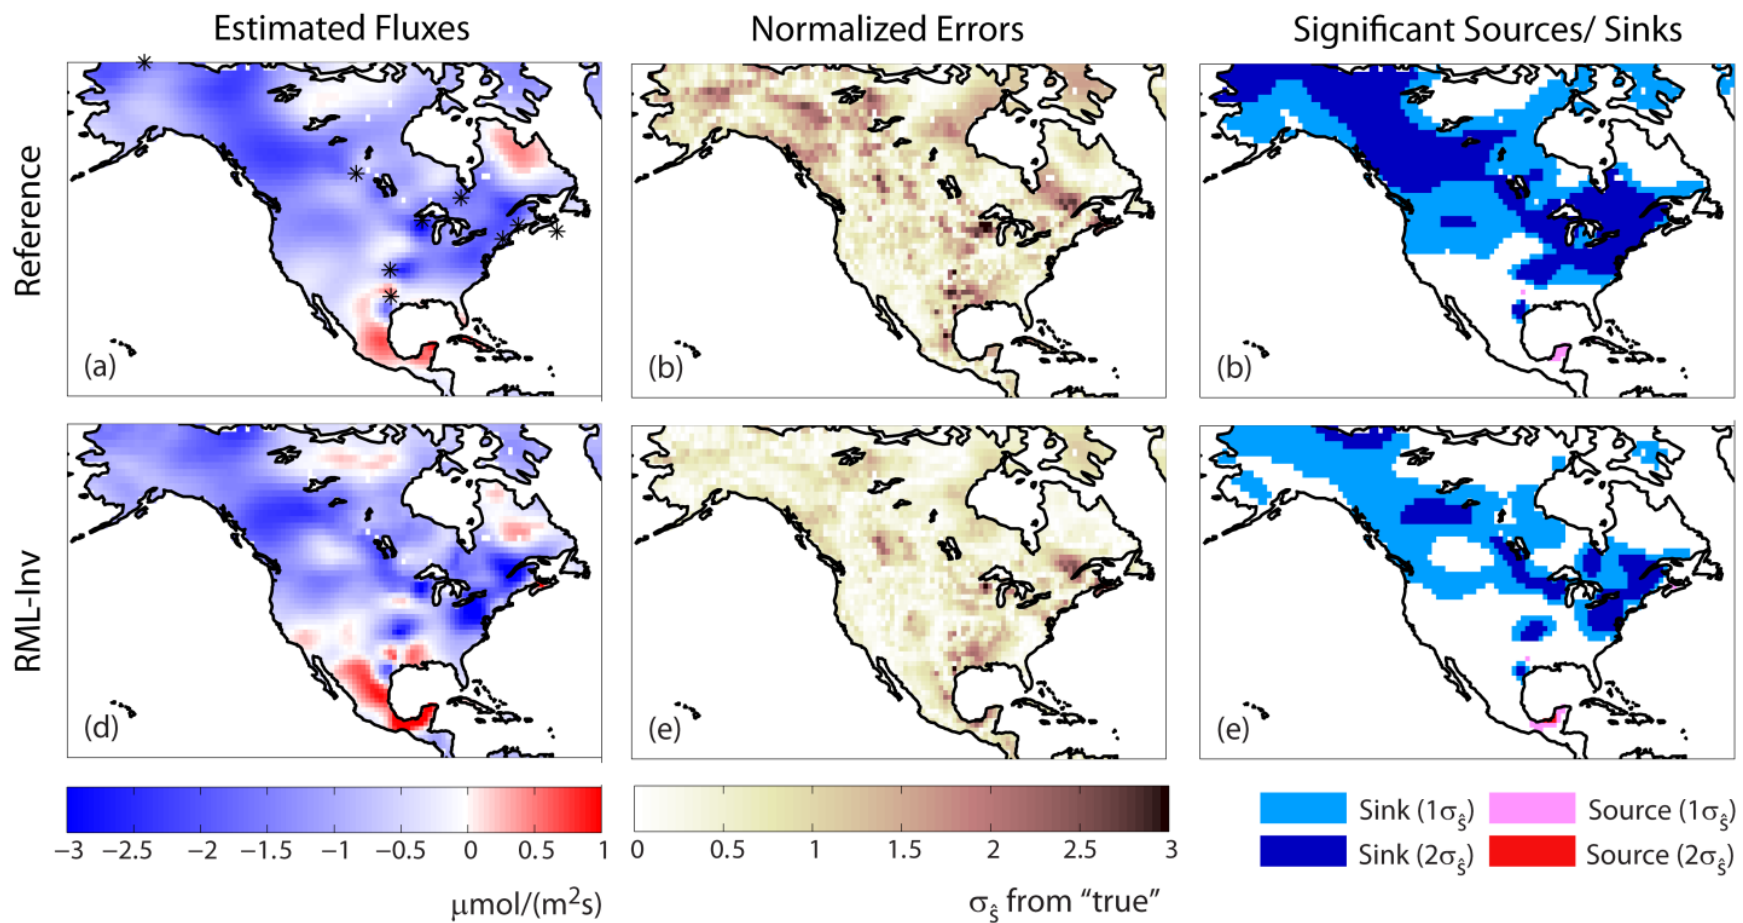 Estimated Fluxes Normalized Errors Significant Sources/ Sinks
Reference
(a) (b) (b)
RML-Inv
(d) (e) (e)
−3 −2.5 −2 −1.5 −1 −0.5 0 0.5 1
μmol/(m²s)
0 0.5 1 1.5 2 2.5 3
σŝ from “true”
Sink (1σŝ) Source (1σŝ)
Sink (2σŝ) Source (2σŝ)